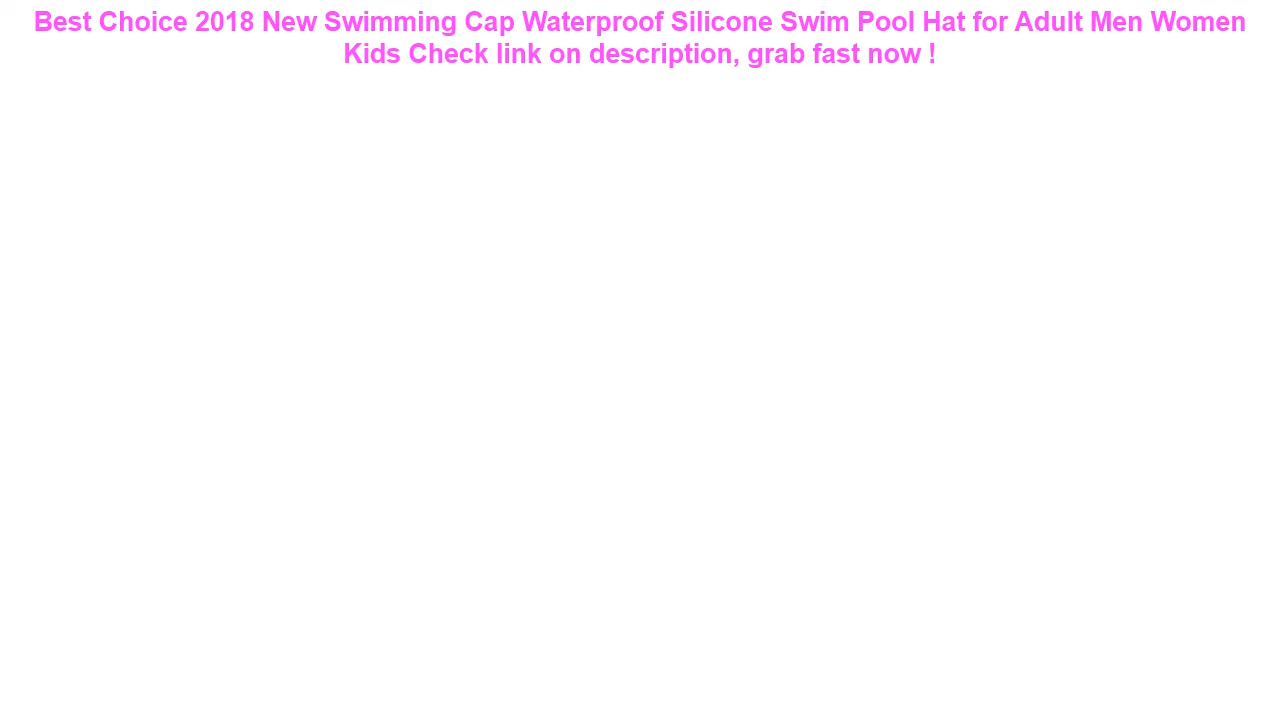 Best Choice 2018 New Swimming Cap Waterproof Silicone Swim Pool Hat for Adult Men Women
Kids Check link on description, grab fast now !